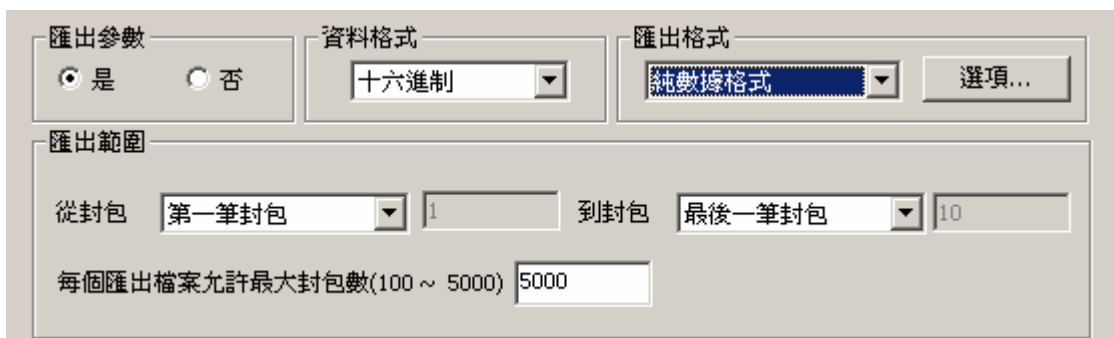 匯出參數
是 否
資料格式
十六進制
匯出格式
純數據格式 選項...
匯出範圍
從封包 第一筆封包 1 到封包 最後一筆封包 10
每個匯出檔案允許最大封包數(100 ~ 5000) 5000